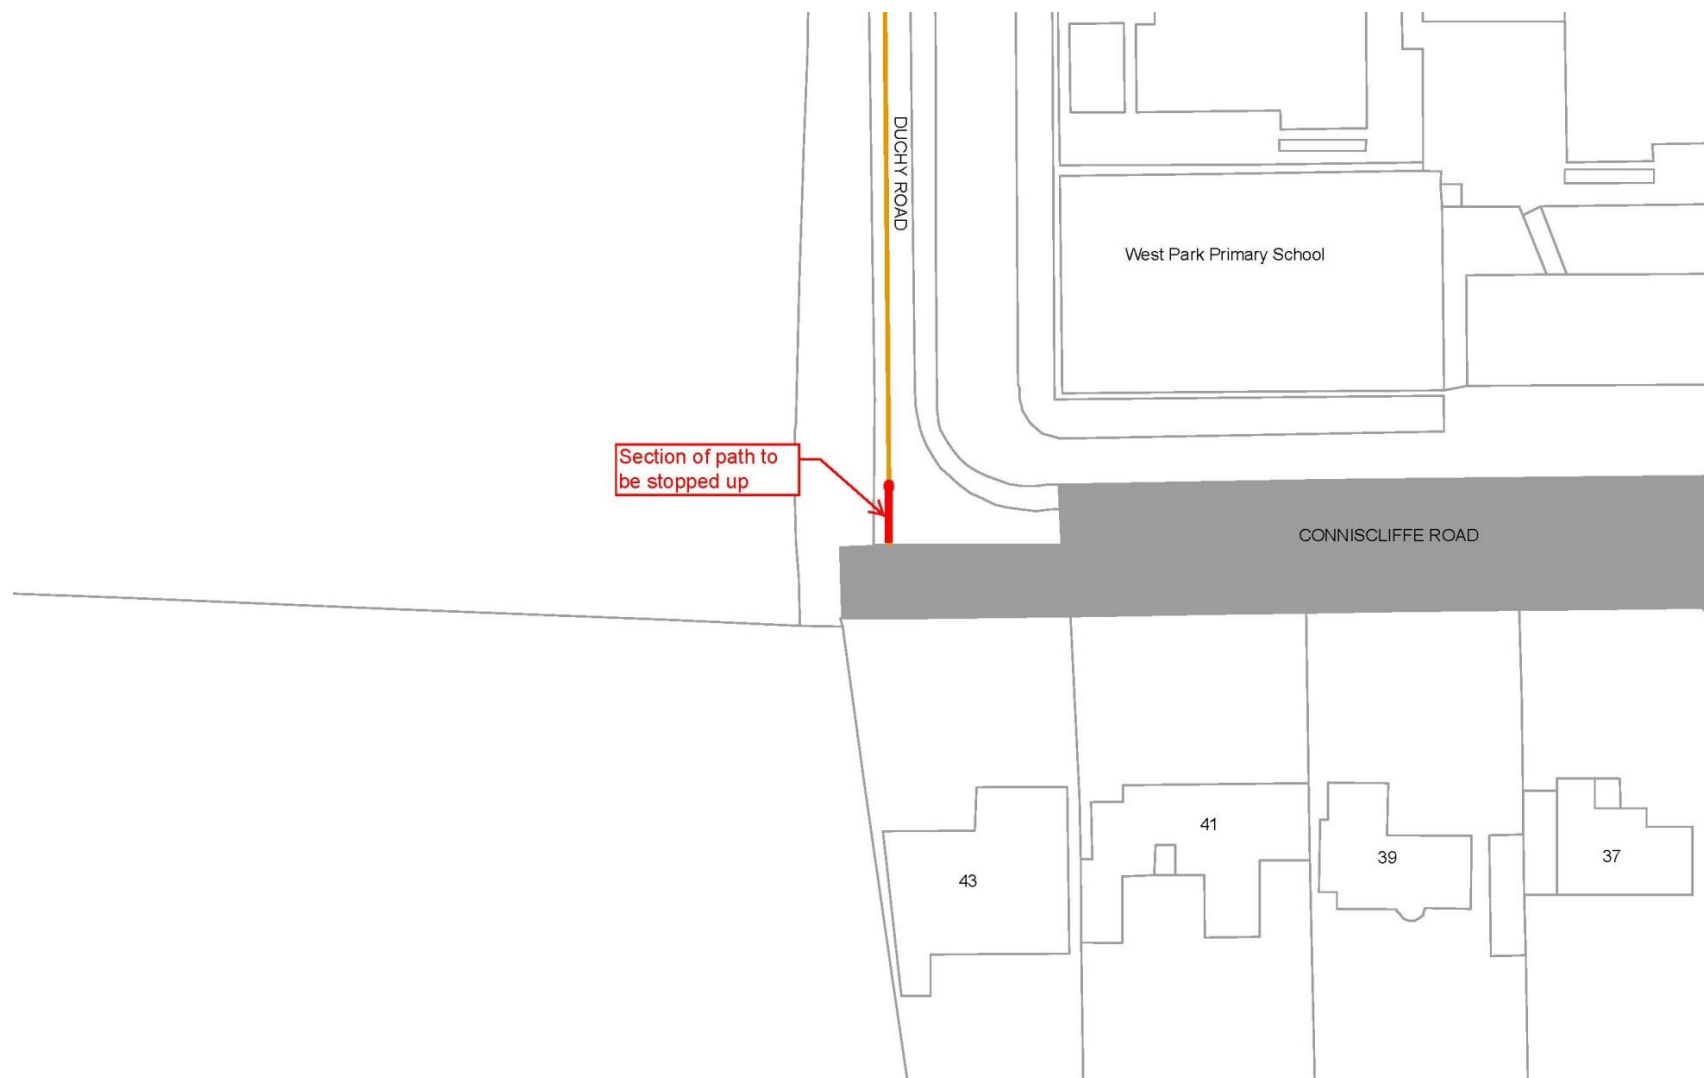 DUCHY ROAD
West Park Primary School
Section of path to
be stopped up
CONNISCLIFFE ROAD
41
39
37
43